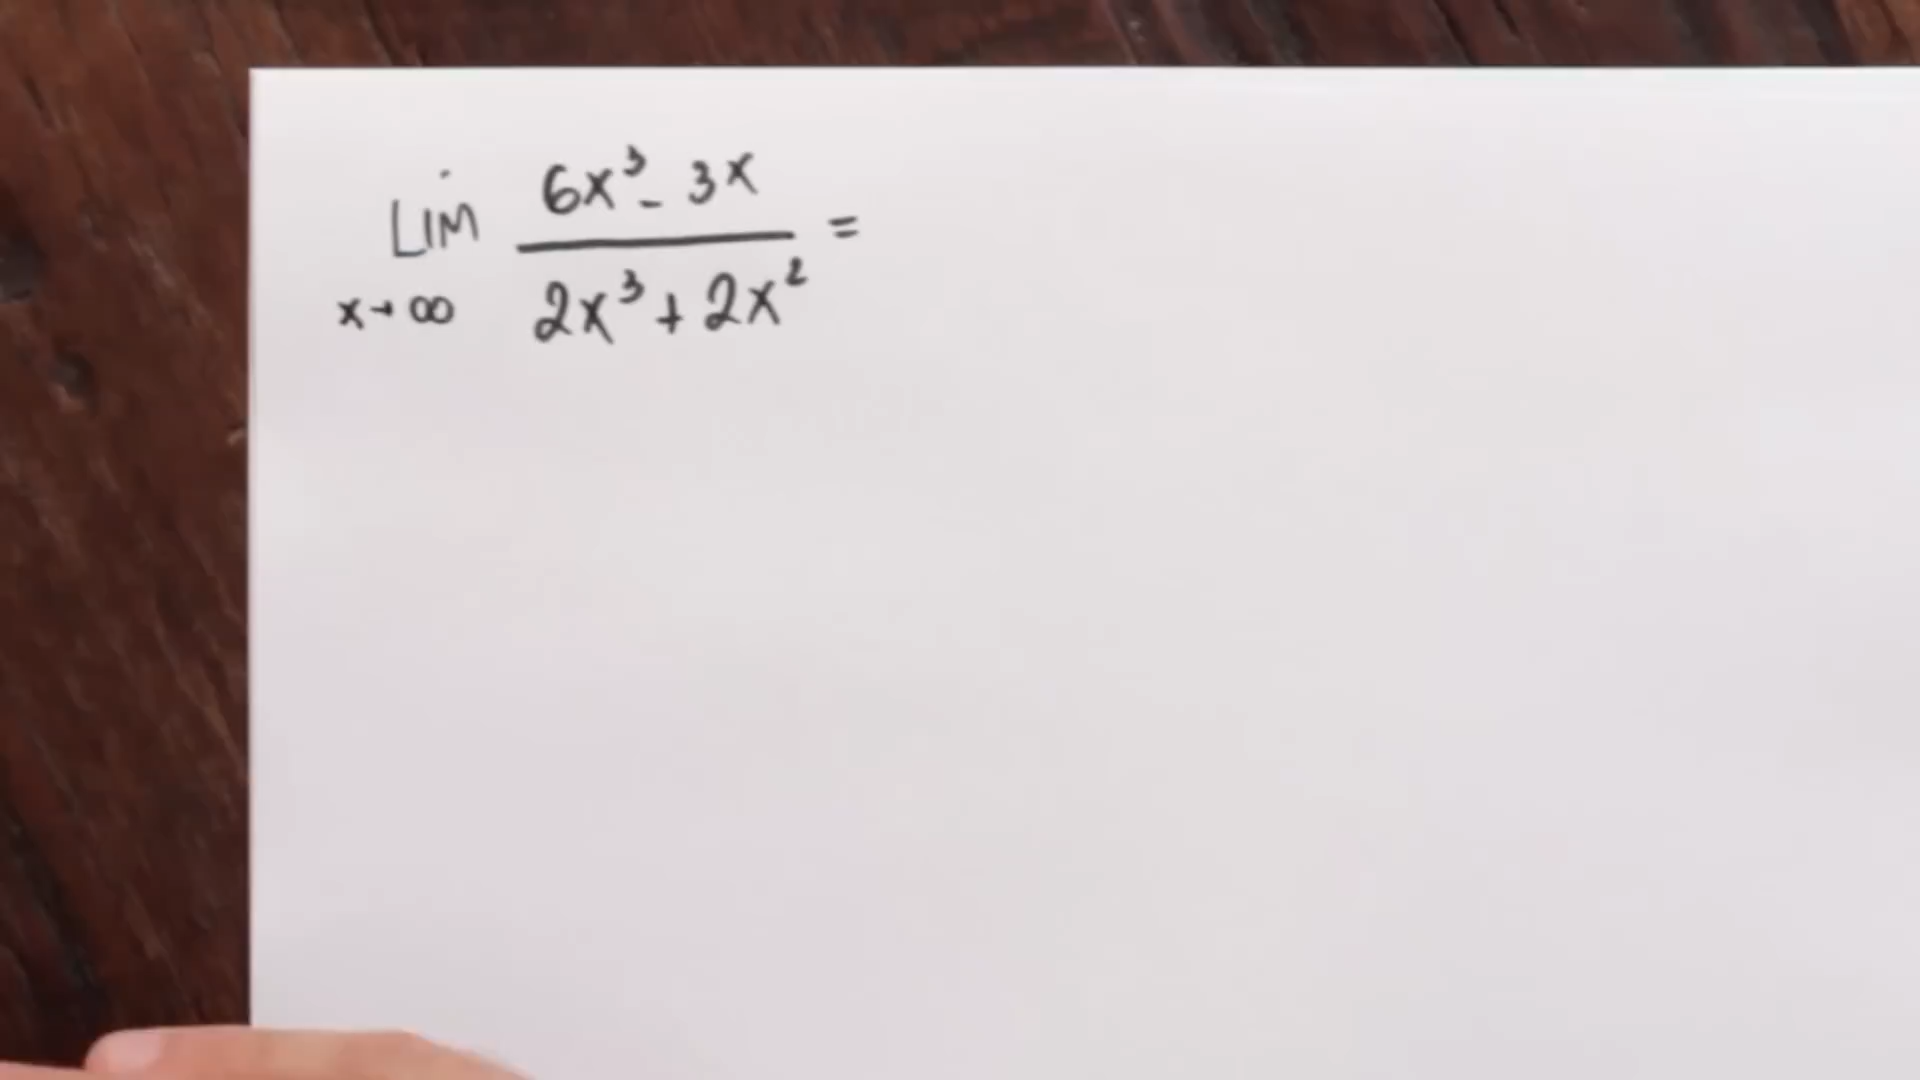 Lim 6x³ - 3x
x→∞ 2x³ + 2x² =